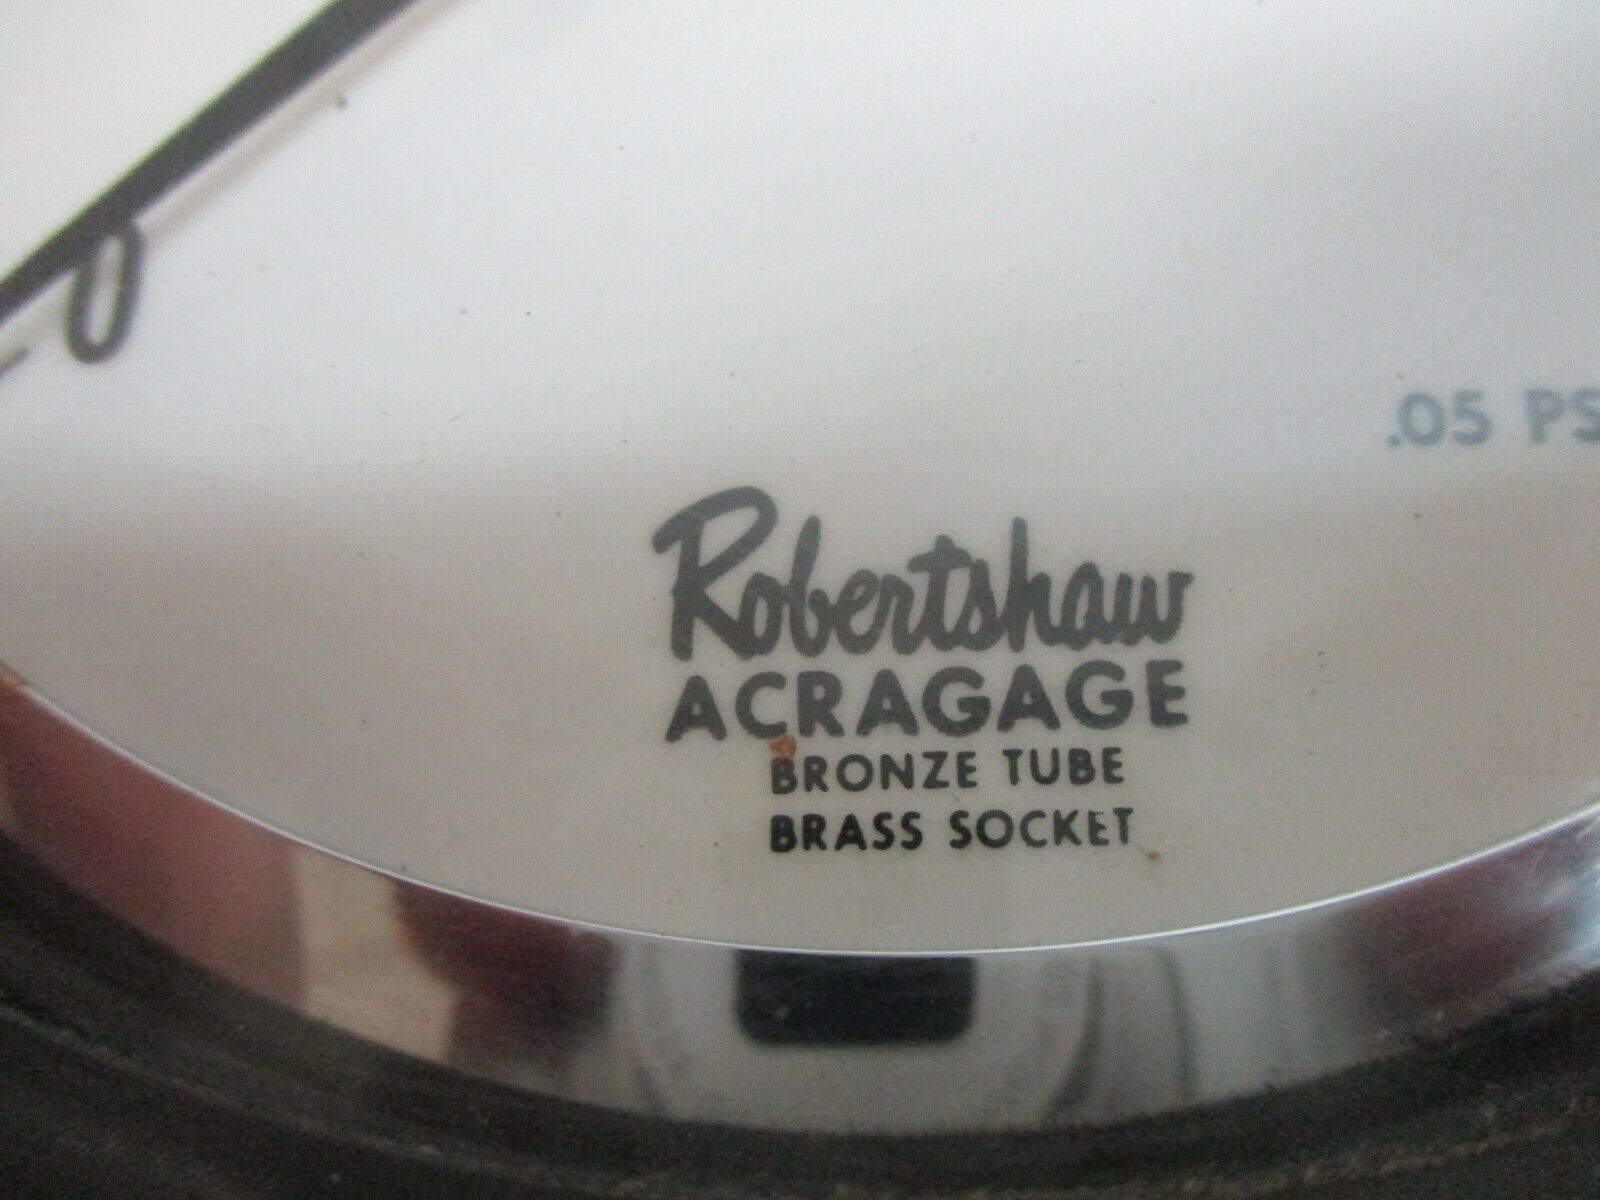 .05 PS
Robertshaw
ACRAGAGE
BRONZE TUBE
BRASS SOCKET